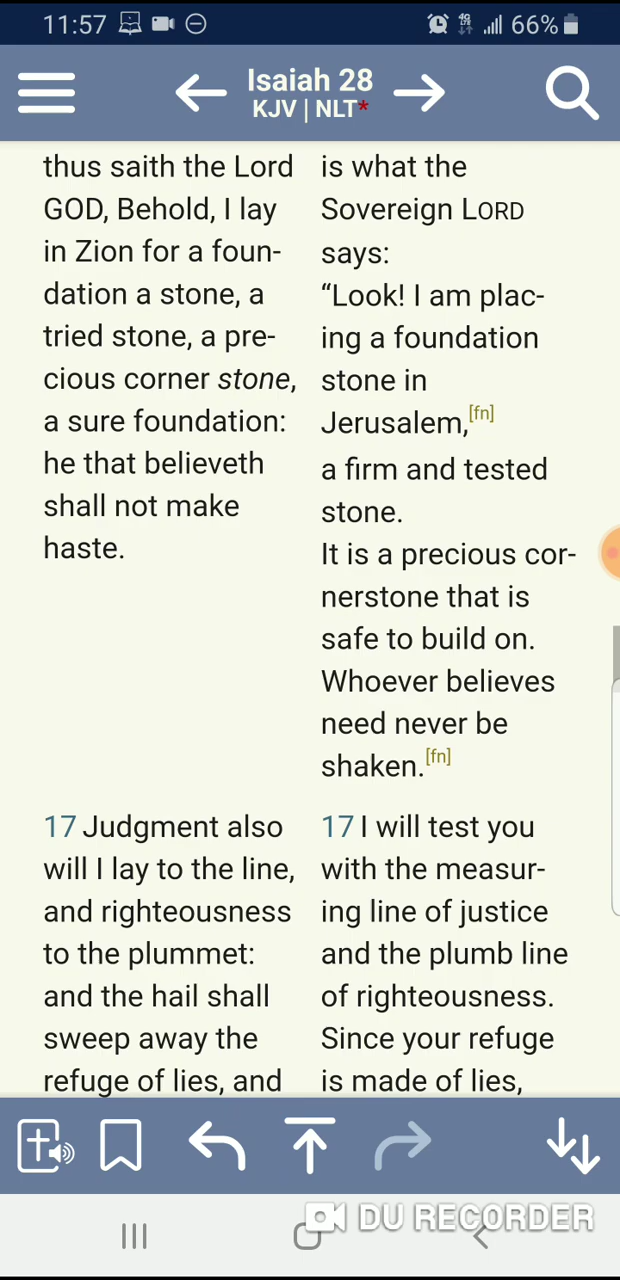 11:57
4G
66%
Isaiah 28
KJV | NLT*
thus saith the Lord
GOD, Behold, I lay
in Zion for a foun-
dation a stone, a
tried stone, a pre-
cious corner stone,
a sure foundation:
he that believeth
shall not make
haste.
is what the
Sovereign LORD
says:
“Look! I am plac-
ing a foundation
stone in
Jerusalem,[fn]
a firm and tested
stone.
It is a precious cor-
nerstone that is
safe to build on.
Whoever believes
need never be
shaken.[fn]
17 Judgment also
will I lay to the line,
and righteousness
to the plummet:
and the hail shall
sweep away the
refuge of lies, and
17 I will test you
with the measur-
ing line of justice
and the plumb line
of righteousness.
Since your refuge
is made of lies,
DU RECORDER